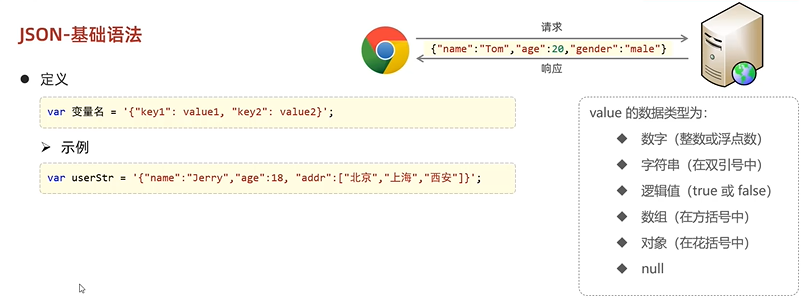 JSON-基础语法
请求
{"name":"Tom","age":20,"gender":"male"}
响应
定义
var 变量名 = '{"key1": value1, "key2": value2}';
示例
var userStr = '{"name":"Jerry","age":18, "addr":["北京","上海","西安"]}';
value 的数据类型为：
数字（整数或浮点数）
字符串（在双引号中）
逻辑值（true 或 false）
数组（在方括号中）
对象（在花括号中）
null